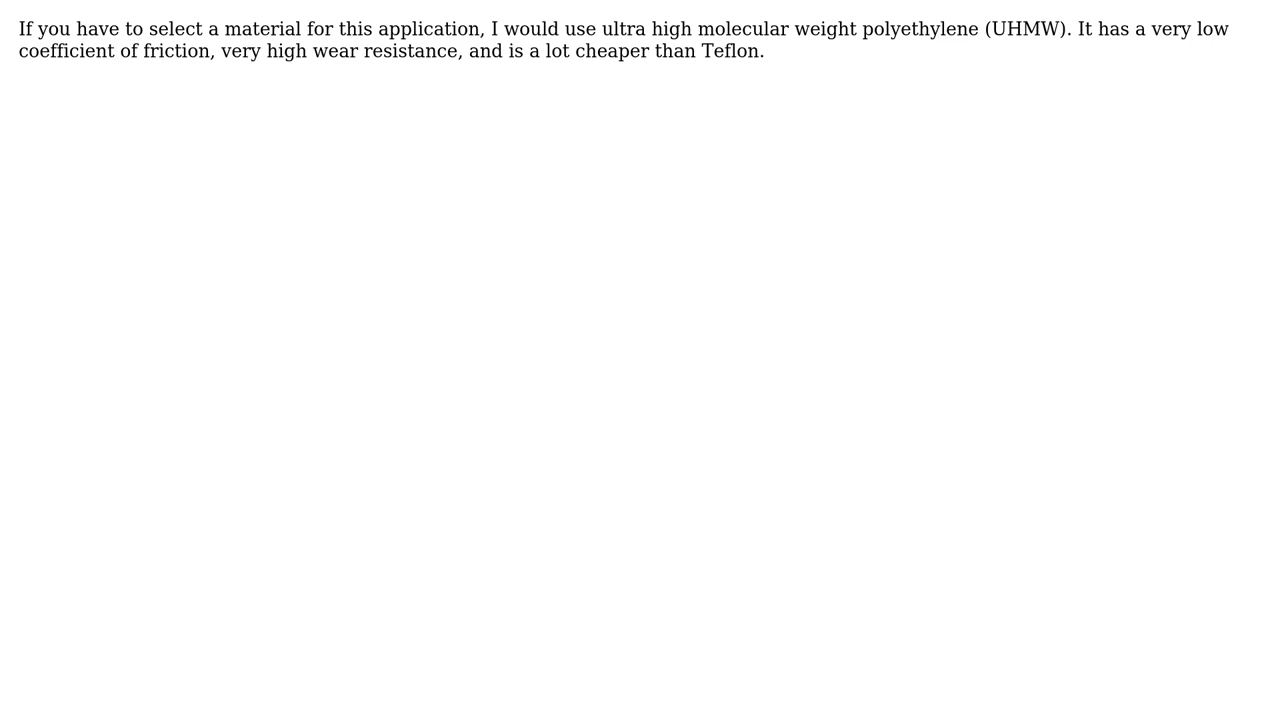 If you have to select a material for this application, I would use ultra high molecular weight polyethylene (UHMW). It has a very low
coefficient of friction, very high wear resistance, and is a lot cheaper than Teflon.